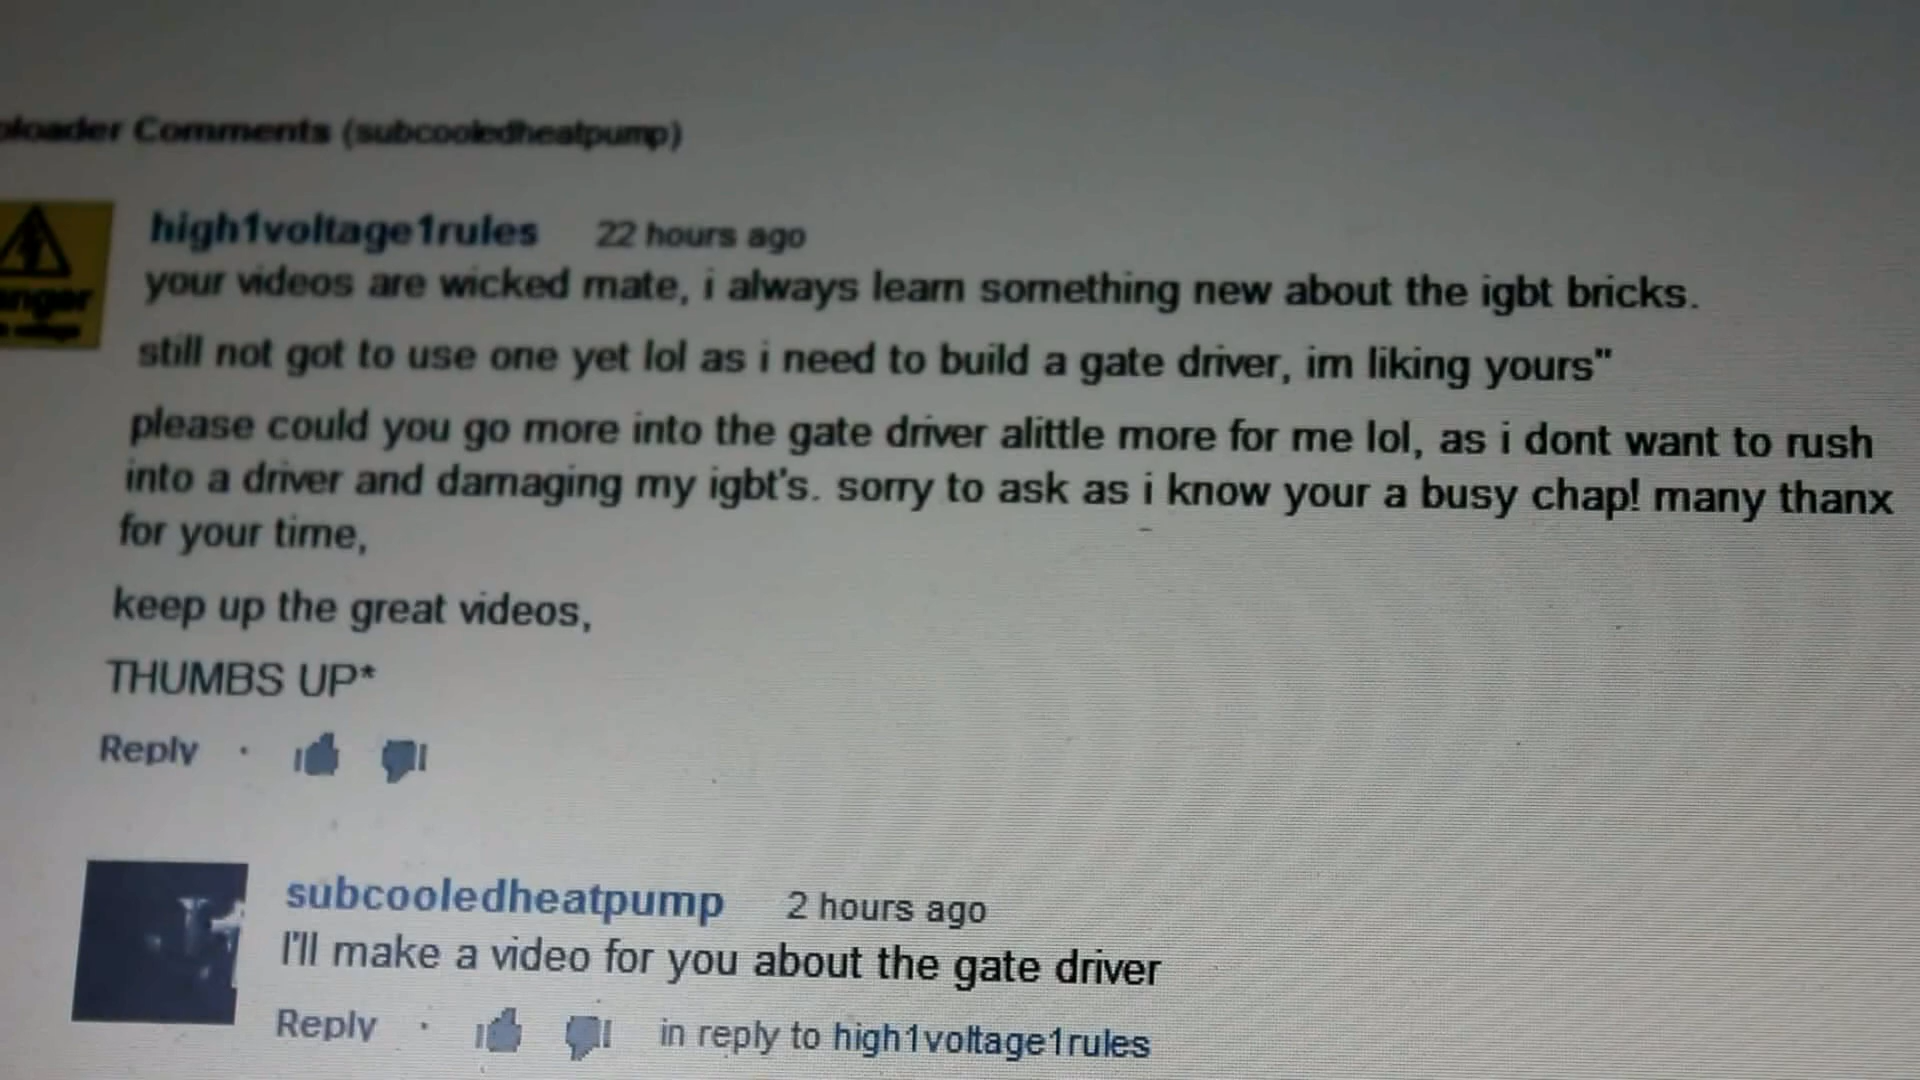 ploader Comments (subcooledheatpump)
high1voltage1rules 22 hours ago
anger
your videos are wicked mate, i always learn something new about the igbt bricks.
still not got to use one yet lol as i need to build a gate driver, im liking yours"
please could you go more into the gate driver alittle more for me lol, as i dont want to rush
into a driver and damaging my igbt's. sorry to ask as i know your a busy chap! many thanx
for your time,
keep up the great videos,
THUMBS UP*
Reply ·
subcooledheatpump 2 hours ago
I'll make a video for you about the gate driver
Reply · in reply to high1voltage1rules